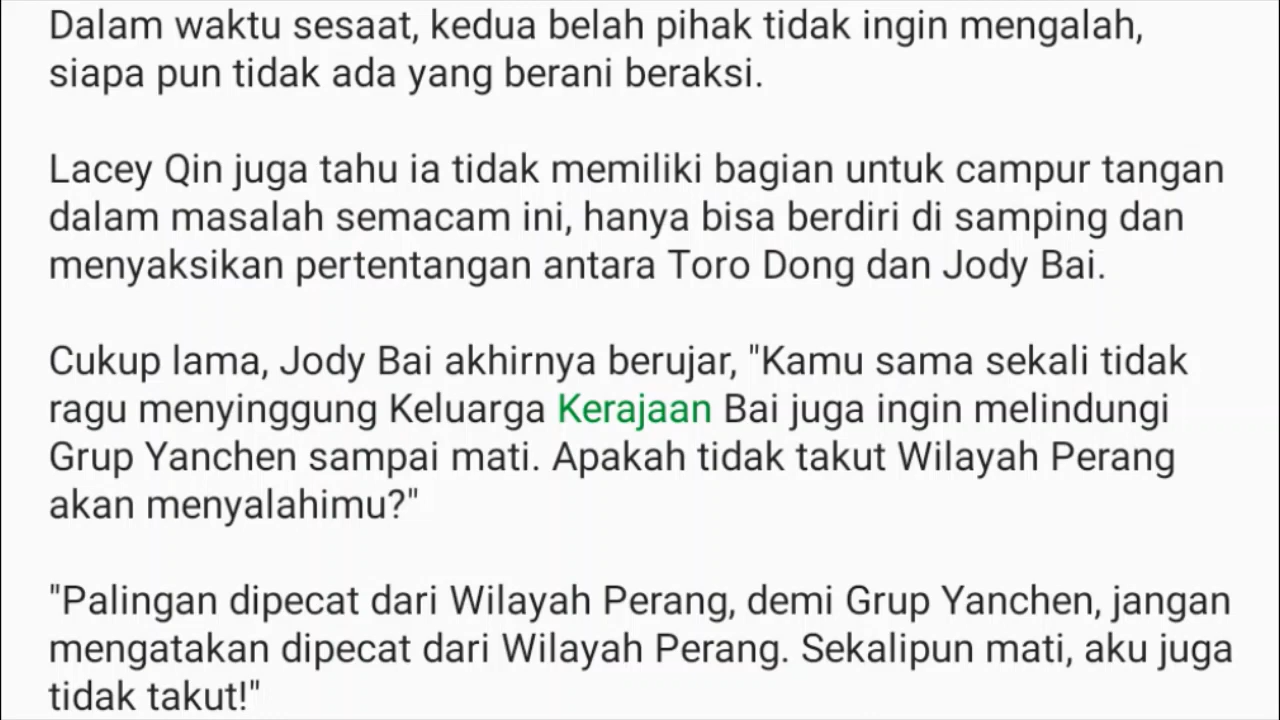 Dalam waktu sesaat, kedua belah pihak tidak ingin mengalah,
siapa pun tidak ada yang berani beraksi.
Lacey Qin juga tahu ia tidak memiliki bagian untuk campur tangan
dalam masalah semacam ini, hanya bisa berdiri di samping dan
menyaksikan pertentangan antara Toro Dong dan Jody Bai.
Cukup lama, Jody Bai akhirnya berujar, "Kamu sama sekali tidak
ragu menyinggung Keluarga Kerajaan Bai juga ingin melindungi
Grup Yanchen sampai mati. Apakah tidak takut Wilayah Perang
akan menyalahimu?"
"Palingan dipecat dari Wilayah Perang, demi Grup Yanchen, jangan
mengatakan dipecat dari Wilayah Perang. Sekalipun mati, aku juga
tidak takut!"